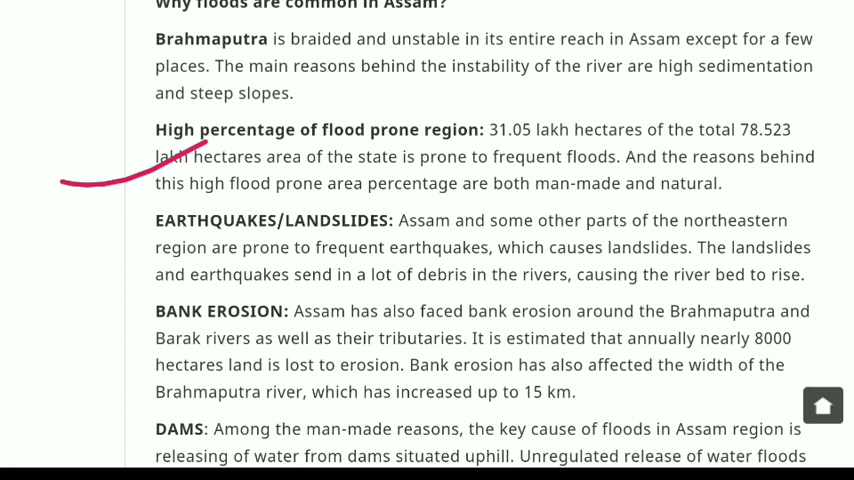 Why floods are common in Assam?
Brahmaputra is braided and unstable in its entire reach in Assam except for a few
places. The main reasons behind the instability of the river are high sedimentation
and steep slopes.
High percentage of flood prone region: 31.05 lakh hectares of the total 78.523
lakh hectares area of the state is prone to frequent floods. And the reasons behind
this high flood prone area percentage are both man-made and natural.
EARTHQUAKES/LANDSLIDES: Assam and some other parts of the northeastern
region are prone to frequent earthquakes, which causes landslides. The landslides
and earthquakes send in a lot of debris in the rivers, causing the river bed to rise.
BANK EROSION: Assam has also faced bank erosion around the Brahmaputra and
Barak rivers as well as their tributaries. It is estimated that annually nearly 8000
hectares land is lost to erosion. Bank erosion has also affected the width of the
Brahmaputra river, which has increased up to 15 km.
DAMS: Among the man-made reasons, the key cause of floods in Assam region is
releasing of water from dams situated uphill. Unregulated release of water floods